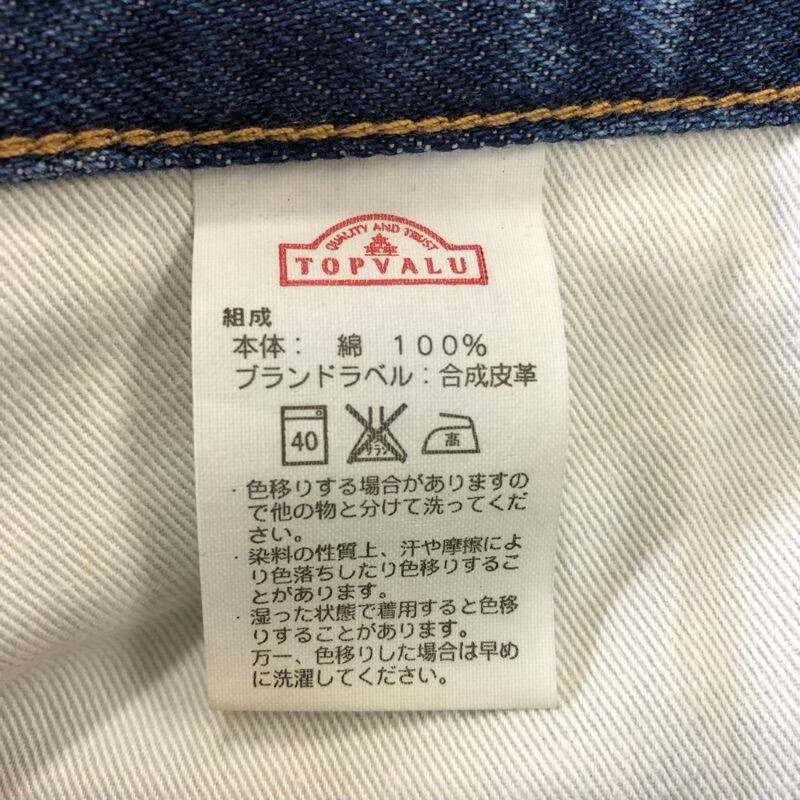 QUALITY AND TRUST
TOPVALU
組成
本体： 綿 １００％
ブランドラベル：合成皮革
40
エンソサラシ
高
・色移りする場合がありますの
で他の物と分けて洗ってくだ
さい。
・染料の性質上、汗や摩擦によ
り色落ちしたり色移りするこ
とがあります。
・湿った状態で着用すると色移
りすることがあります。
万一、色移りした場合は早め
に洗濯してください。